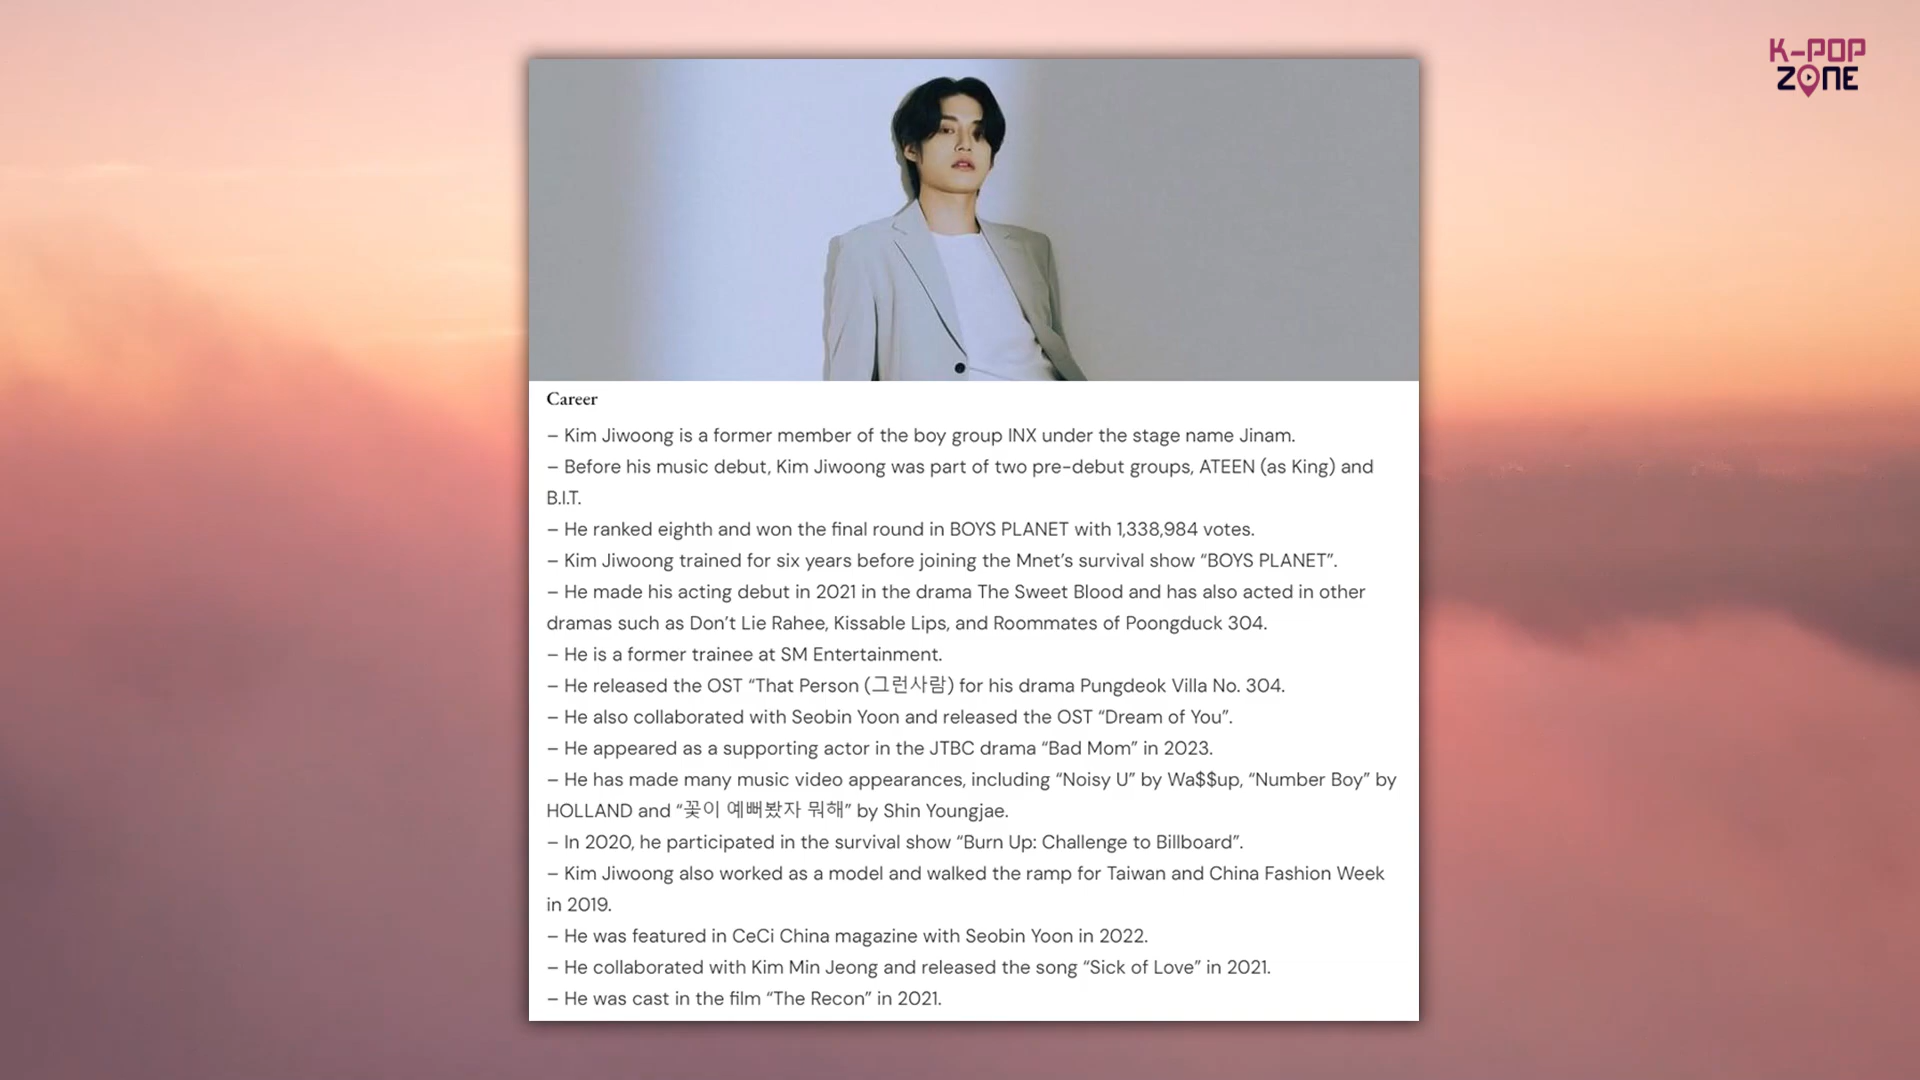 K-POP
ZONE
Career
– Kim Jiwoong is a former member of the boy group INX under the stage name Jinam.
– Before his music debut, Kim Jiwoong was part of two pre-debut groups, ATEEN (as King) and
B.I.T.
– He ranked eighth and won the final round in BOYS PLANET with 1,338,984 votes.
– Kim Jiwoong trained for six years before joining the Mnet’s survival show “BOYS PLANET”.
– He made his acting debut in 2021 in the drama The Sweet Blood and has also acted in other
dramas such as Don’t Lie Rahee, Kissable Lips, and Roommates of Poongduck 304.
– He is a former trainee at SM Entertainment.
– He released the OST “That Person (그런사람) for his drama Pungdeok Villa No. 304.
– He also collaborated with Seobin Yoon and released the OST “Dream of You”.
– He appeared as a supporting actor in the JTBC drama “Bad Mom” in 2023.
– He has made many music video appearances, including “Noisy U” by Wa$$up, “Number Boy” by
HOLLAND and “꽃이 예뻐봤자 뭐해” by Shin Youngjae.
– In 2020, he participated in the survival show “Burn Up: Challenge to Billboard”.
– Kim Jiwoong also worked as a model and walked the ramp for Taiwan and China Fashion Week
in 2019.
– He was featured in CeCi China magazine with Seobin Yoon in 2022.
– He collaborated with Kim Min Jeong and released the song “Sick of Love” in 2021.
– He was cast in the film “The Recon” in 2021.